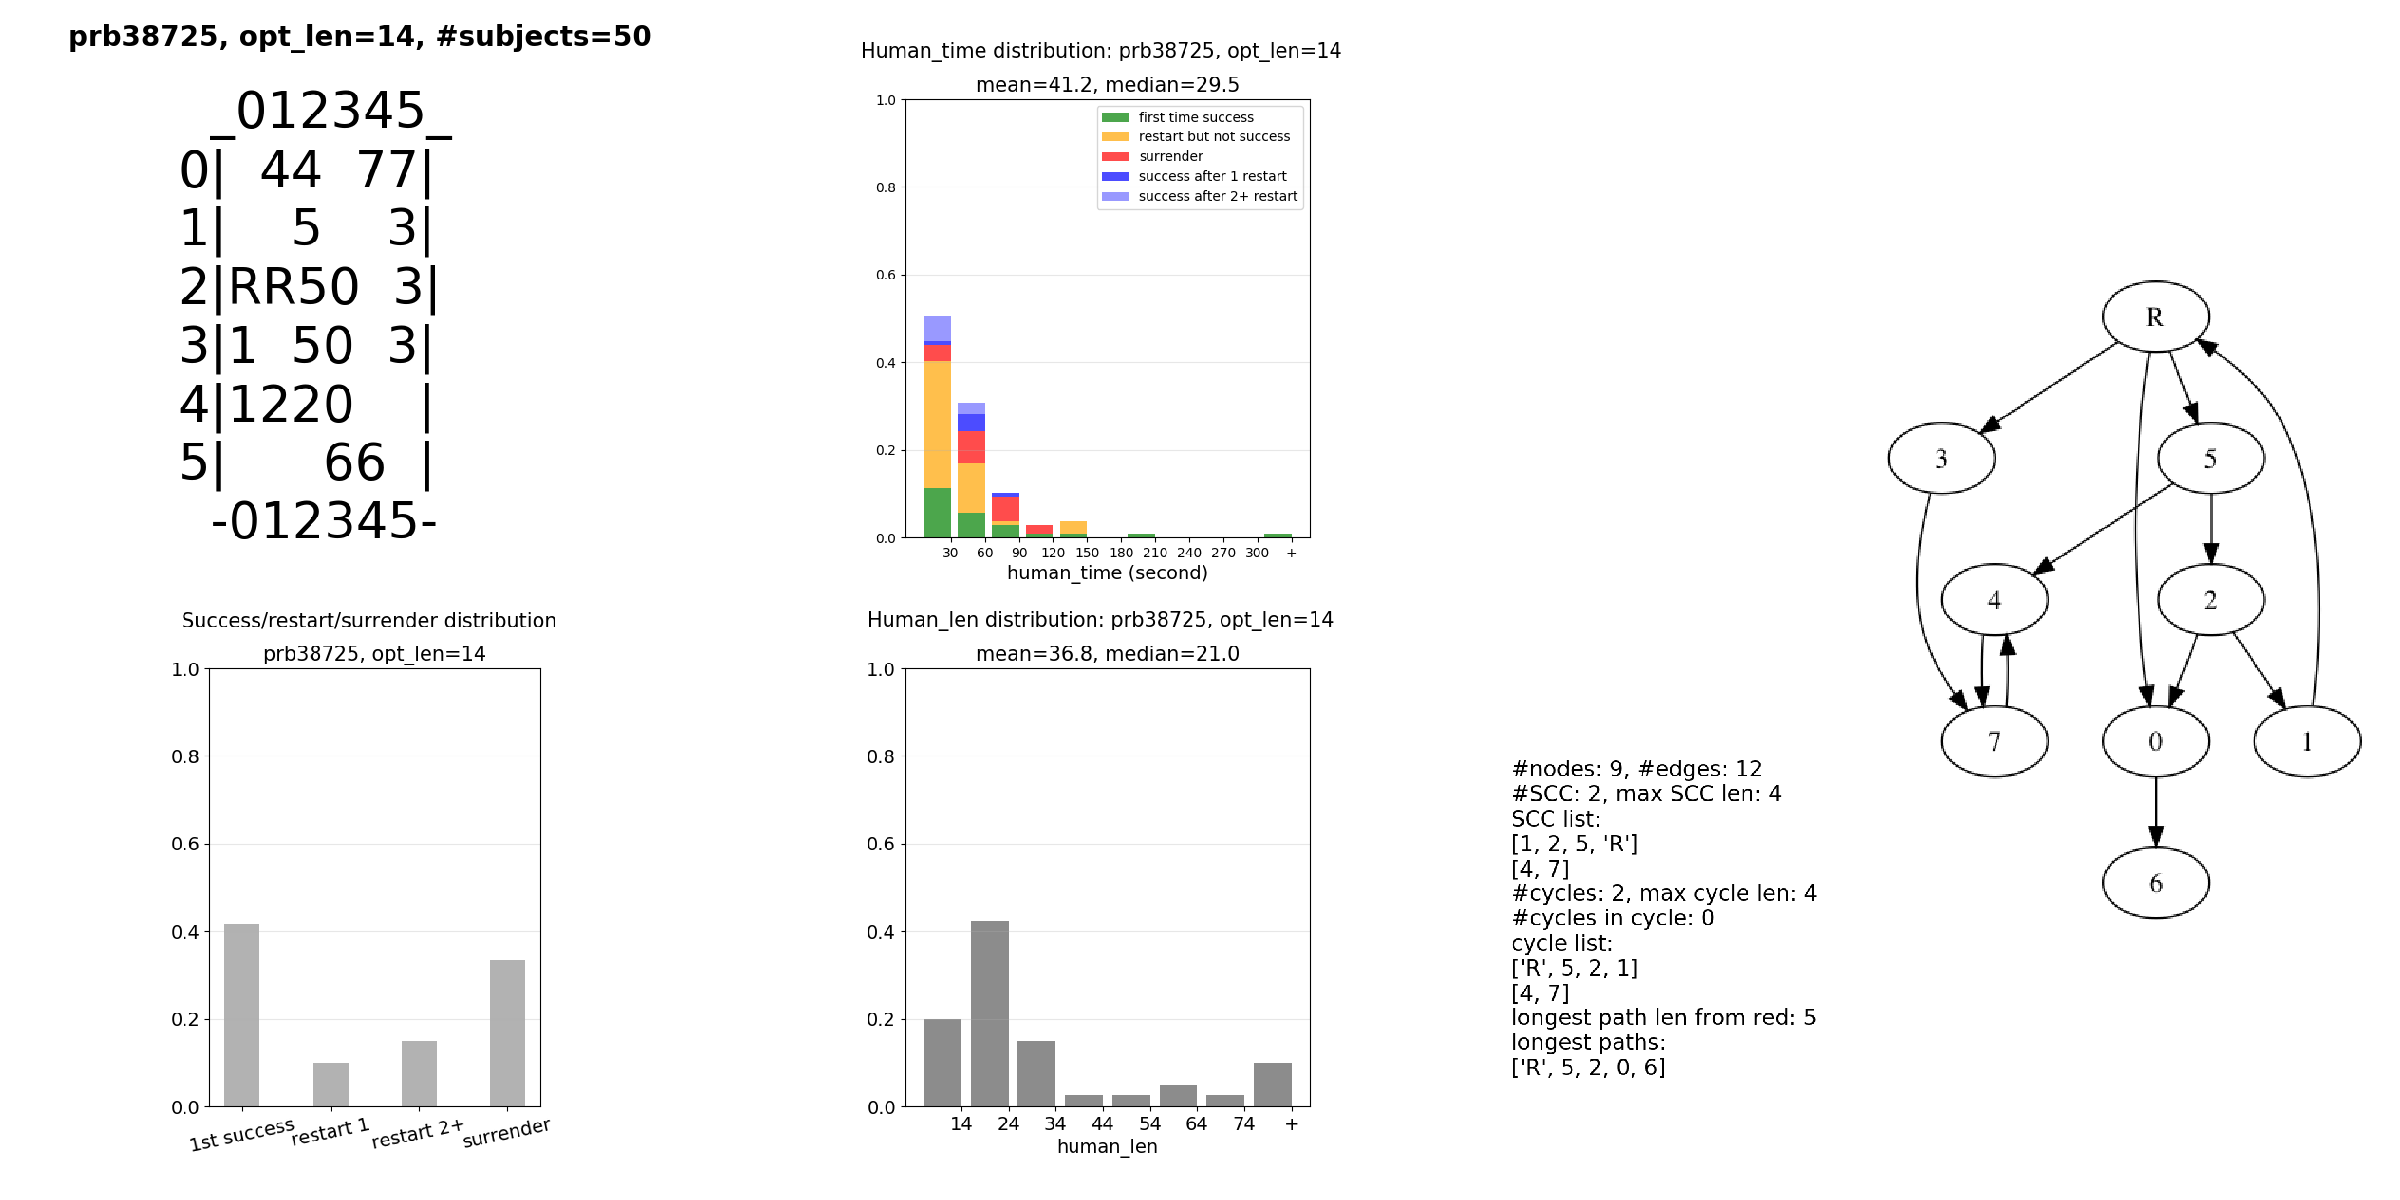 prb38725, opt_len=14, #subjects=50
_012345_
0| 44  77|
1|  5   3|
2|RR50  3|
3|1 50  3|
4|1220   |
5|   66  |
-012345-
Human_time distribution: prb38725, opt_len=14
mean=41.2, median=29.5
1.0
0.8
0.6
0.4
0.2
0.0
first time success
restart but not success
surrender
success after 1 restart
success after 2+ restart
30 60 90 120 150 180 210 240 270 300 +
human_time (second)
Success/restart/surrender distribution
prb38725, opt_len=14
1.0
0.8
0.6
0.4
0.2
0.0
1st success restart 1 restart 2+ surrender
Human_len distribution: prb38725, opt_len=14
mean=36.8, median=21.0
1.0
0.8
0.6
0.4
0.2
0.0
14 24 34 44 54 64 74 +
human_len
R
3 5
4 2
7 0 1
6
#nodes: 9, #edges: 12
#SCC: 2, max SCC len: 4
SCC list:
[1, 2, 5, 'R']
[4, 7]
#cycles: 2, max cycle len: 4
#cycles in cycle: 0
cycle list:
['R', 5, 2, 1]
[4, 7]
longest path len from red: 5
longest paths:
['R', 5, 2, 0, 6]